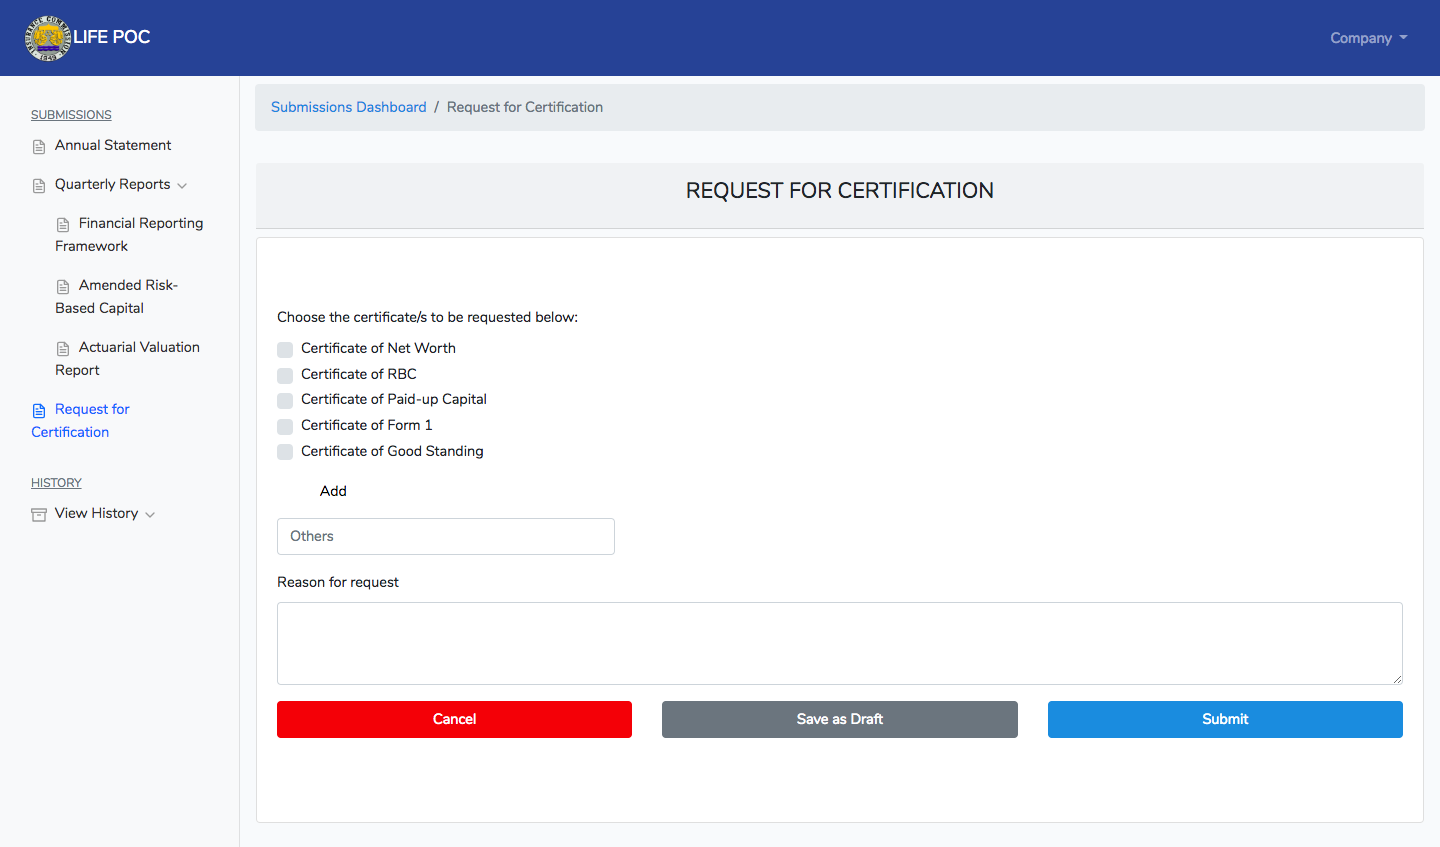 INSURANCE COMMISSION
1949
LIFE POC
Company
SUBMISSIONS
Annual Statement
Quarterly Reports
Financial Reporting
Framework
Amended Risk-
Based Capital
Actuarial Valuation
Report
Request for
Certification
HISTORY
View History
Submissions Dashboard / Request for Certification
REQUEST FOR CERTIFICATION
Choose the certificate/s to be requested below:
Certificate of Net Worth
Certificate of RBC
Certificate of Paid-up Capital
Certificate of Form 1
Certificate of Good Standing
Add
Others
Reason for request
Cancel
Save as Draft
Submit